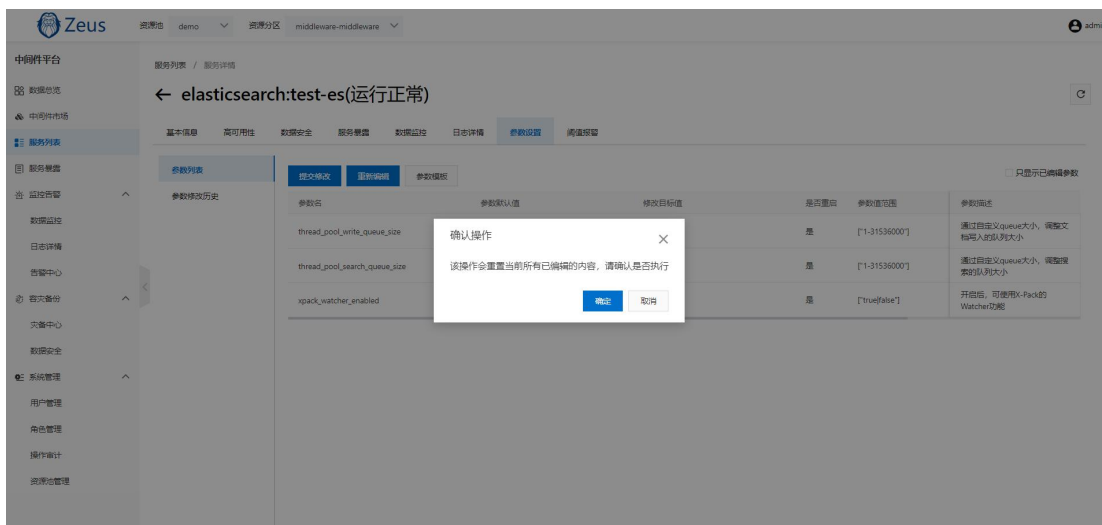 Zeus 资源池 demo 资源分区 middleware-middleware admi
中间件平台
服务列表 / 服务详情
数据总览
← elasticsearch:test-es(运行正常)
中间件市场
基本信息 高可用性 数据安全 服务暴露 数据监控 日志详情 参数设置 阈值报警
服务列表
服务暴露
参数列表 提交修改 重新编辑 参数模板 只显示已编辑参数
监控告警 参数修改历史
参数名 参数默认值 修改目标值 是否重启 参数值范围 参数描述
数据监控
thread_pool_write_queue_size 是 ["1-31536000"] 通过自定义queue大小，调整文
档写入的队列大小
确认操作
日志详情
该操作会重置当前所有已编辑的内容，请确认是否执行
thread_pool_search_queue_size 是 ["1-31536000"] 通过自定义queue大小，调整搜
索的队列大小
告警中心
容灾备份
xpack_watcher_enabled 是 ["true|false"] 开启后，可使用X-Pack的
Watcher功能
确定 取消
灾备中心
数据安全
系统管理
用户管理
角色管理
操作审计
资源池管理